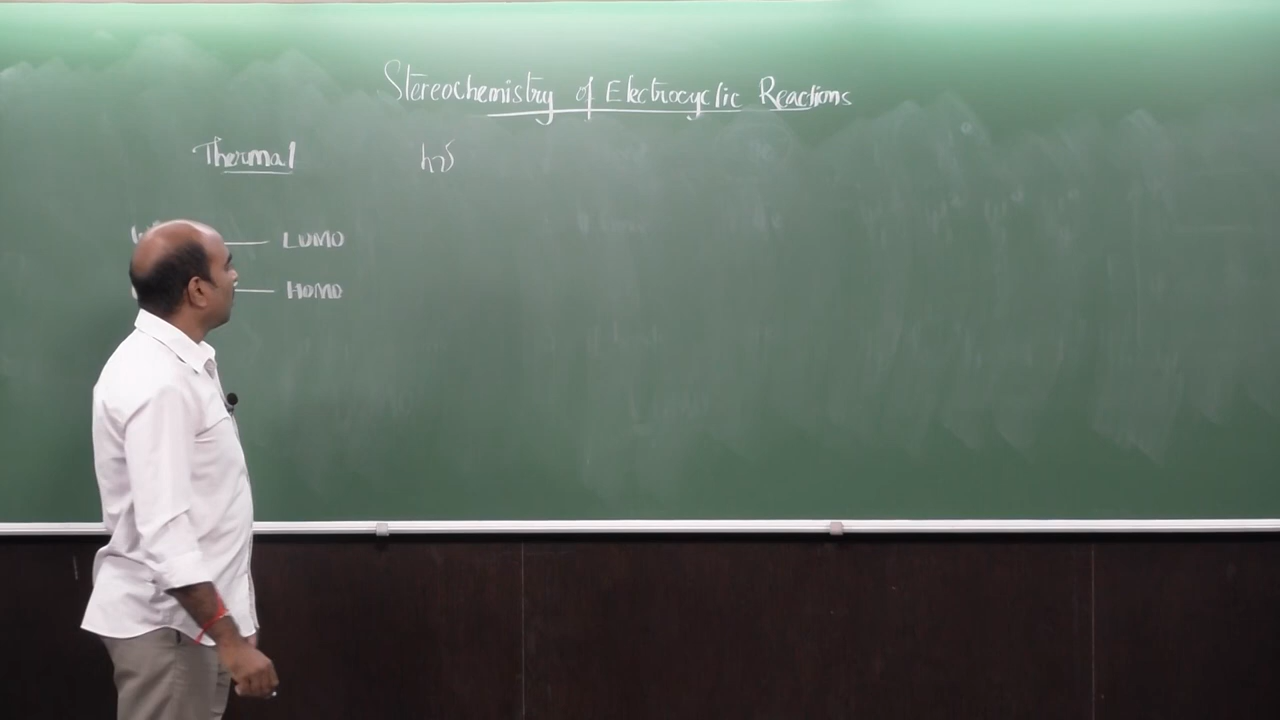 Stereochemistry of Electrocyclic Reactions
Thermal hν
LUMO
HOMO